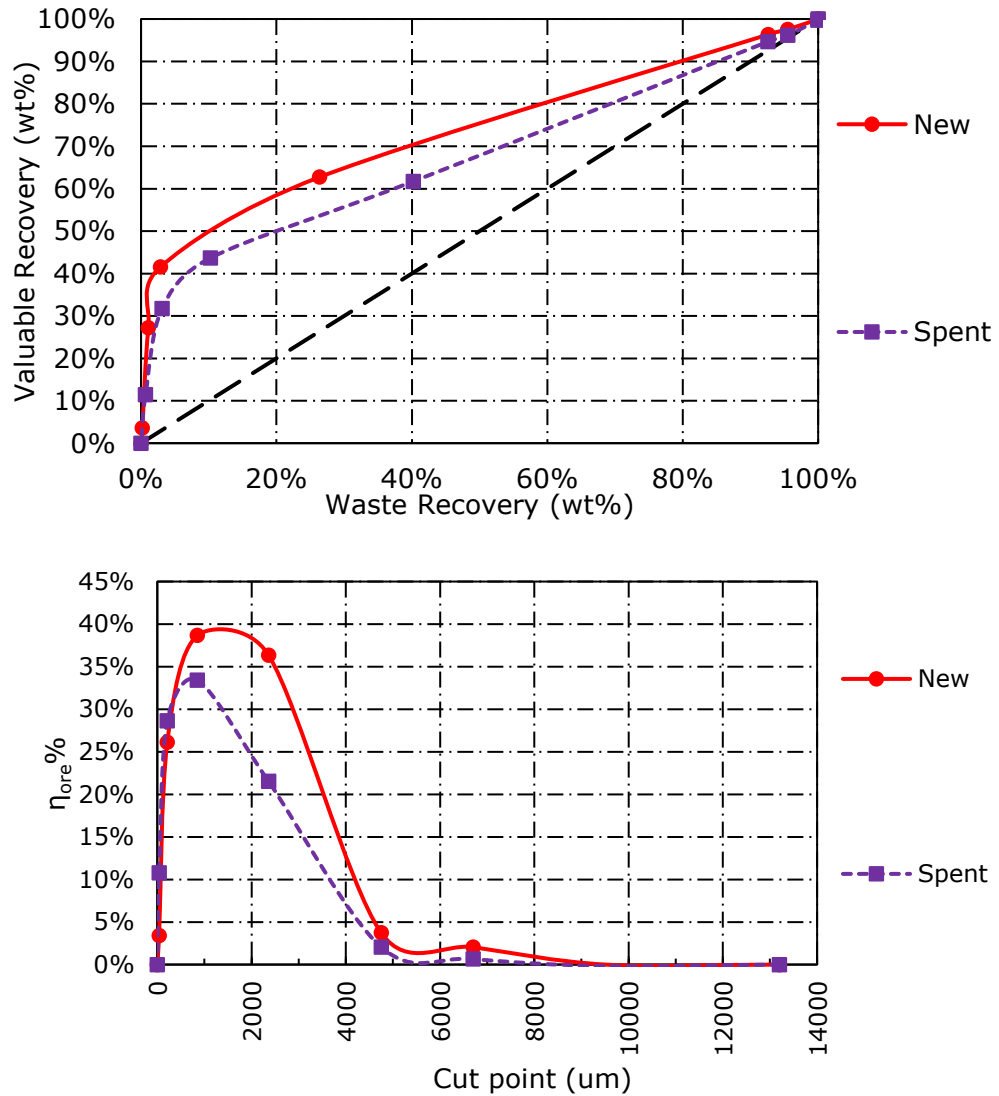 100%
90%
80%
70%
60%
50%
40%
30%
20%
10%
0%
Valuable Recovery (wt%)
0% 20% 40% 60% 80% 100%
Waste Recovery (wt%)
New
Spent
45%
40%
35%
30%
25%
20%
15%
10%
5%
0%
ηore%
0 2000 4000 6000 8000 10000 12000 14000
Cut point (um)
New
Spent